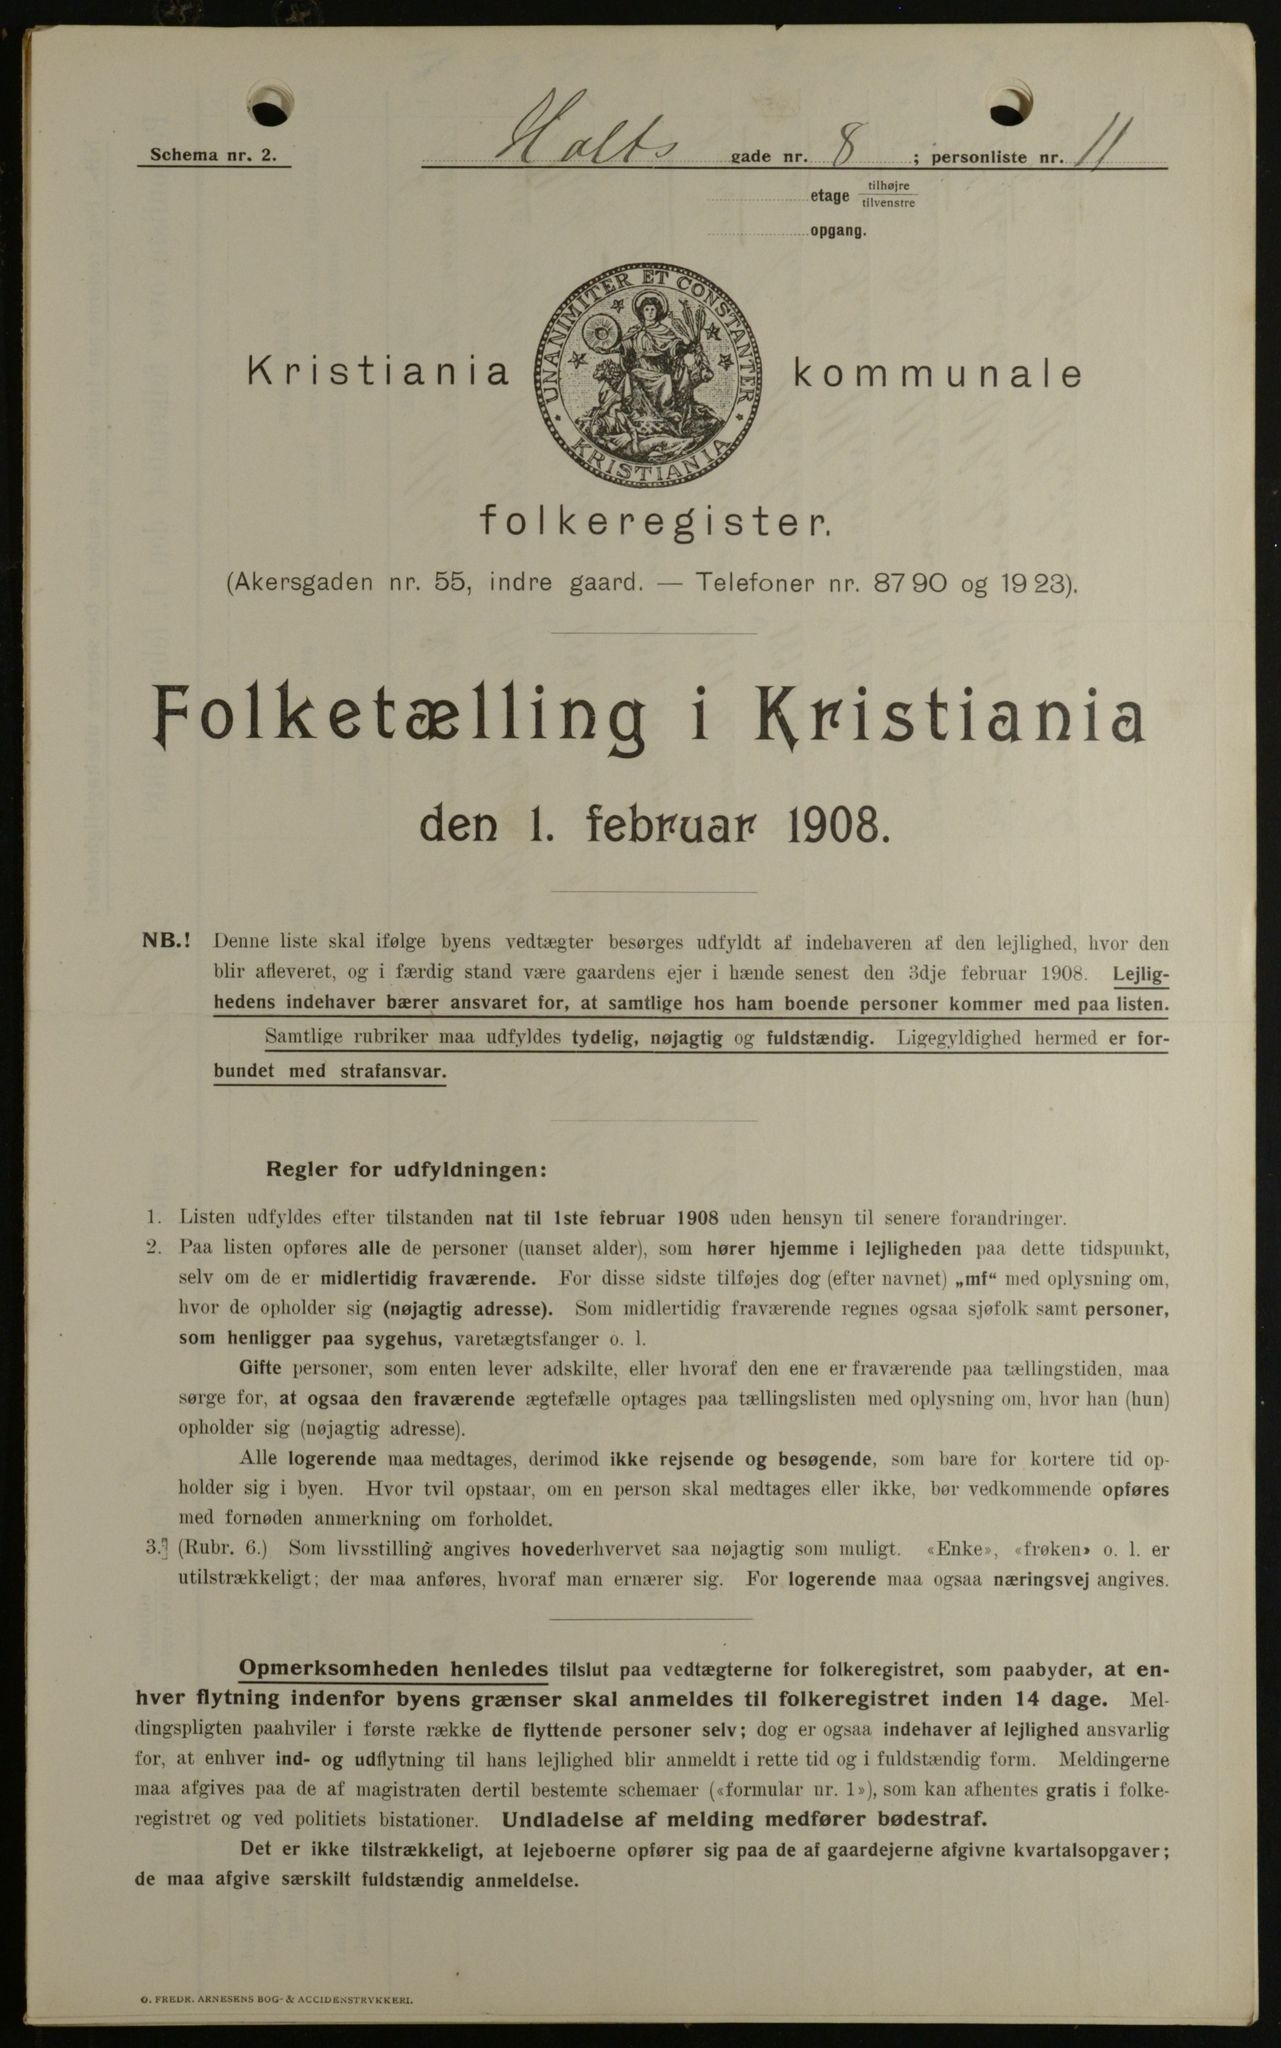 Schema nr. 2.
Holts gade nr. 8 ; personliste nr. 11
etage tilhøjre
tilvenstre
opgang.
UNANIMITER ET CONSTANTER
KRISTIANIA
Kristiania kommunale
folkeregister.
(Akersgaden nr. 55, indre gaard. — Telefoner nr. 8790 og 1923).
Folketælling i Kristiania
den 1. februar 1908.
NB.! Denne liste skal ifølge byens vedtægter besørges udfyldt af indehaveren af den lejlighed, hvor den
blir afleveret, og i færdig stand være gaardens ejer i hænde senest den 3dje februar 1908. Lejlig-
hedens indehaver bærer ansvaret for, at samtlige hos ham boende personer kommer med paa listen.
Samtlige rubriker maa udfyldes tydelig, nøjagtig og fuldstændig. Ligegyldighed hermed er for-
bundet med strafansvar.
Regler for udfyldningen:
1. Listen udfyldes efter tilstanden nat til 1ste februar 1908 uden hensyn til senere forandringer.
2. Paa listen opføres alle de personer (uanset alder), som hører hjemme i lejligheden paa dette tidspunkt,
selv om de er midlertidig fraværende. For disse sidste tilføjes dog (efter navnet) „mf“ med oplysning om,
hvor de opholder sig (nøjagtig adresse). Som midlertidig fraværende regnes ogsaa sjøfolk samt personer,
som henligger paa sygehus, varetægtsfanger o. l.
Gifte personer, som enten lever adskilte, eller hvoraf den ene er fraværende paa tællingstiden, maa
sørge for, at ogsaa den fraværende ægtefælle optages paa tællingslisten med oplysning om, hvor han (hun)
opholder sig (nøjagtig adresse).
Alle logerende maa medtages, derimod ikke rejsende og besøgende, som bare for kortere tid op-
holder sig i byen. Hvor tvil opstaar, om en person skal medtages eller ikke, bør vedkommende opføres
med fornøden anmerkning om forholdet.
3. (Rubr. 6.) Som livsstilling angives hovederhvervet saa nøjagtig som muligt. «Enke», «frøken» o. l. er
utilstrækkeligt; der maa anføres, hvoraf man ernærer sig. For logerende maa ogsaa næringsvej angives.
Opmerksomheden henledes tilslut paa vedtægterne for folkeregistret, som paabyder, at en-
hver flytning indenfor byens grænser skal anmeldes til folkeregistret inden 14 dage. Mel-
dingspligten paahviler i første række de flyttende personer selv; dog er ogsaa indehaver af lejlighed ansvarlig
for, at enhver ind- og udflytning til hans lejlighed blir anmeldt i rette tid og i fuldstændig form. Meldingerne
maa afgives paa de af magistraten dertil bestemte schemaer («formular nr. 1»), som kan afhentes gratis i folke-
registret og ved politiets bistationer. Undladelse af melding medfører bødestraf.
Det er ikke tilstrækkeligt, at lejeboerne opfører sig paa de af gaardejerne afgivne kvartalsopgaver;
de maa afgive særskilt fuldstændig anmeldelse.
O. FREDR. ARNESENS BOG- & ACCIDENSTRYKKERI.